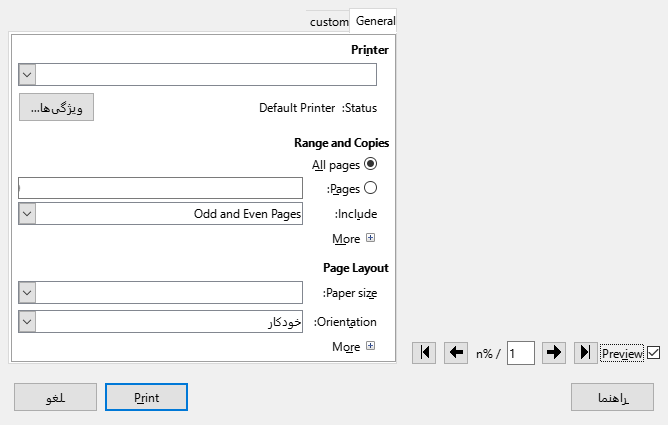 General
custom
Printer
Status:
Default Printer
ویژگی‌ها...
Range and Copies
All pages
Pages:
Include:
Odd and Even Pages
More
Page Layout
Paper size:
Orientation:
خودکار
More
Preview
1
/ %n
راهنما
Print
لغو